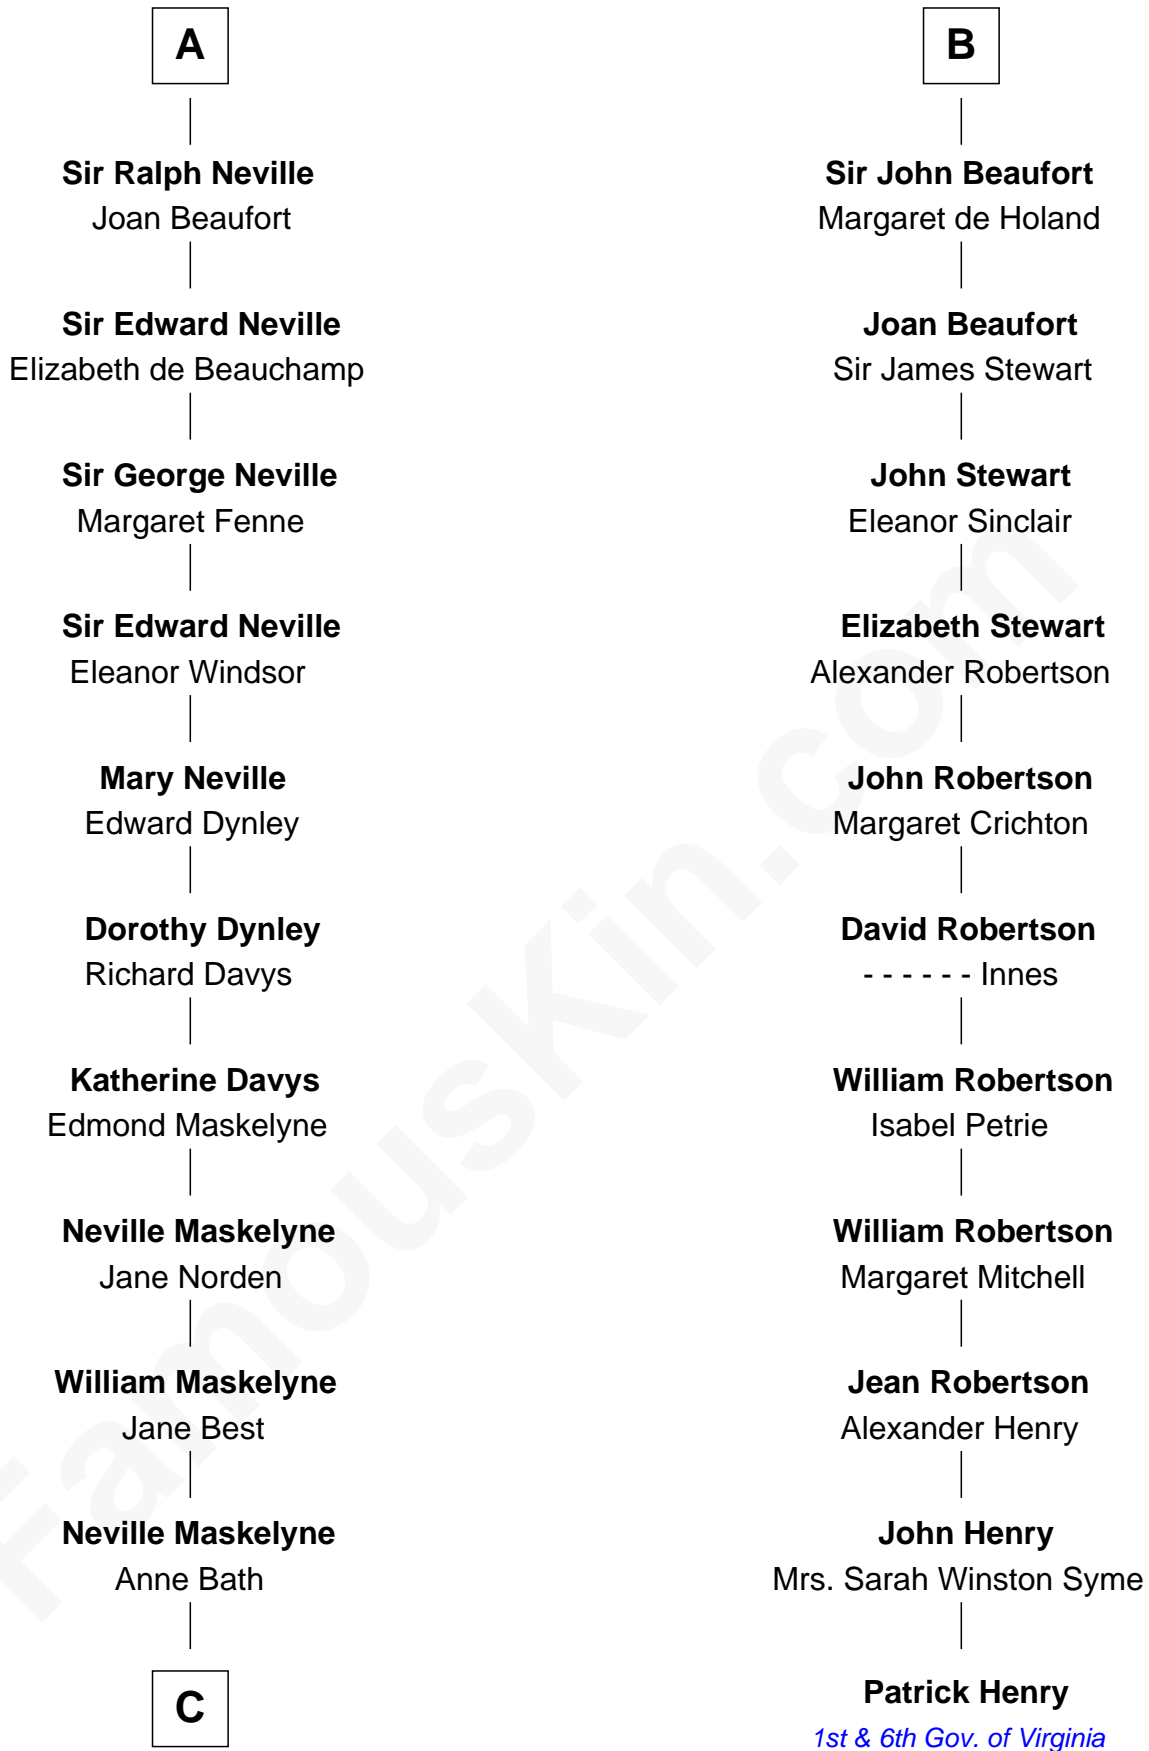 A
Sir Ralph Neville
Joan Beaufort
Sir Edward Neville
Elizabeth de Beauchamp
Sir George Neville
Margaret Fenne
Sir Edward Neville
Eleanor Windsor
Mary Neville
Edward Dynley
Dorothy Dynley
Richard Davys
Katherine Davys
Edmond Maskelyne
Neville Maskelyne
Jane Norden
William Maskelyne
Jane Best
Neville Maskelyne
Anne Bath
C
B
Sir John Beaufort
Margaret de Holand
Joan Beaufort
Sir James Stewart
John Stewart
Eleanor Sinclair
Elizabeth Stewart
Alexander Robertson
John Robertson
Margaret Crichton
David Robertson
- - - - - - Innes
William Robertson
Isabel Petrie
William Robertson
Margaret Mitchell
Jean Robertson
Alexander Henry
John Henry
Mrs. Sarah Winston Syme
Patrick Henry
1st & 6th Gov. of Virginia
FamousKin.com